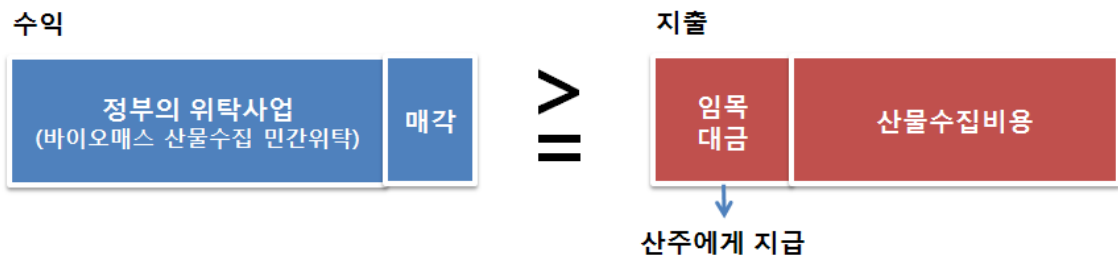 수익
정부의 위탁사업
(바이오매스 산물수집 민간위탁)
매각
>
=
지출
임목
대금
산물수집비용
산주에게 지급